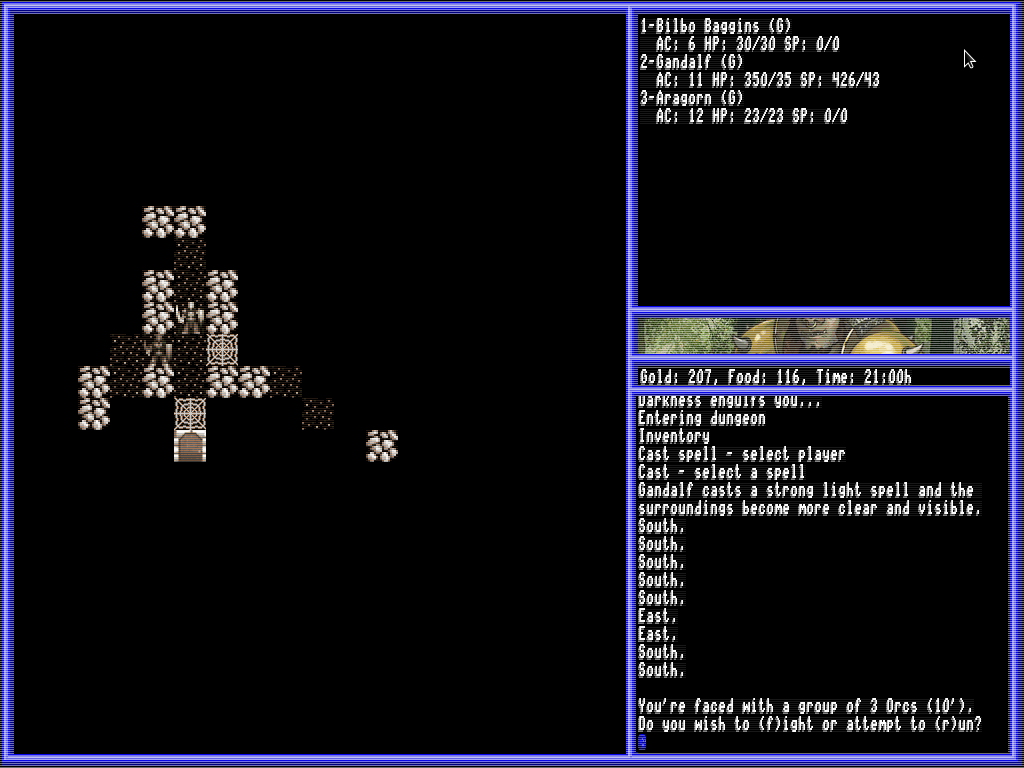 1-Bilbo Baggins (G)
AC: 6 HP: 30/30 SP: 0/0
2-Gandalf (G)
AC: 11 HP: 350/35 SP: 426/43
3-Aragorn (G)
AC: 12 HP: 23/23 SP: 0/0
Gold: 207, Food: 116, Time: 21:00h
Darkness engulfs you...
Entering dungeon
Inventory
Cast spell - select player
Cast - select a spell
Gandalf casts a strong light spell and the
surroundings become more clear and visible.
South.
South.
South.
South.
South.
East.
East.
South.
South.
You're faced with a group of 3 Orcs (10').
Do you wish to (f)ight or attempt to (r)un?